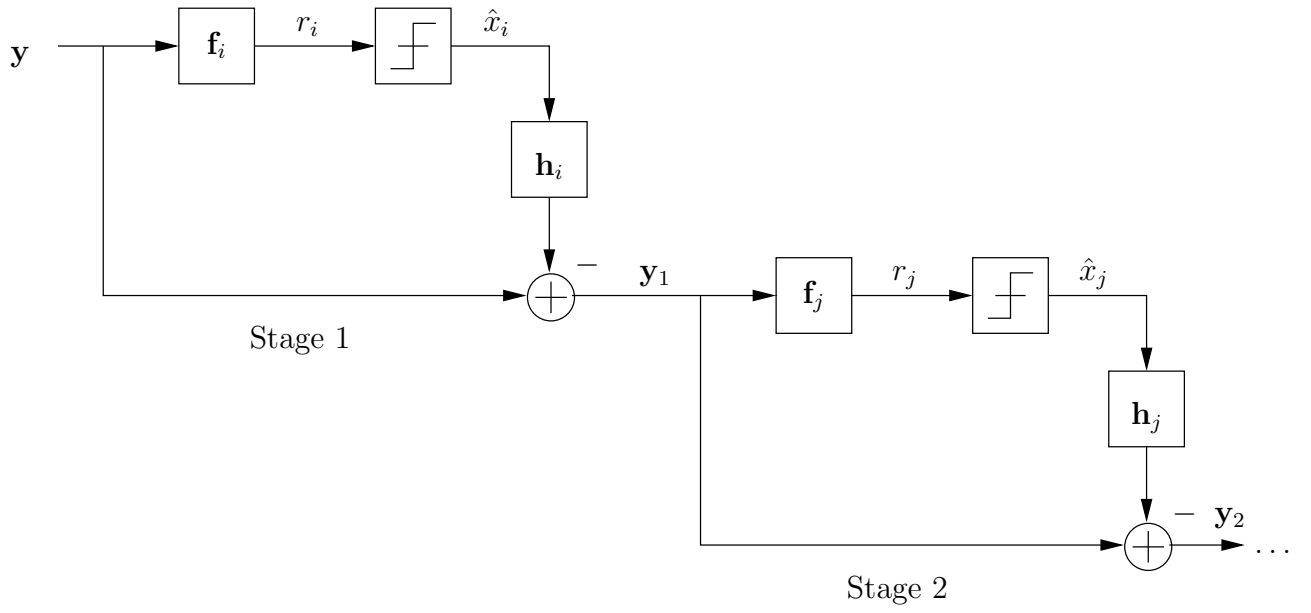 y
f_i
r_i
x̂_i
h_i
−
y_1
f_j
r_j
x̂_j
Stage 1
h_j
−
y_2
...
Stage 2